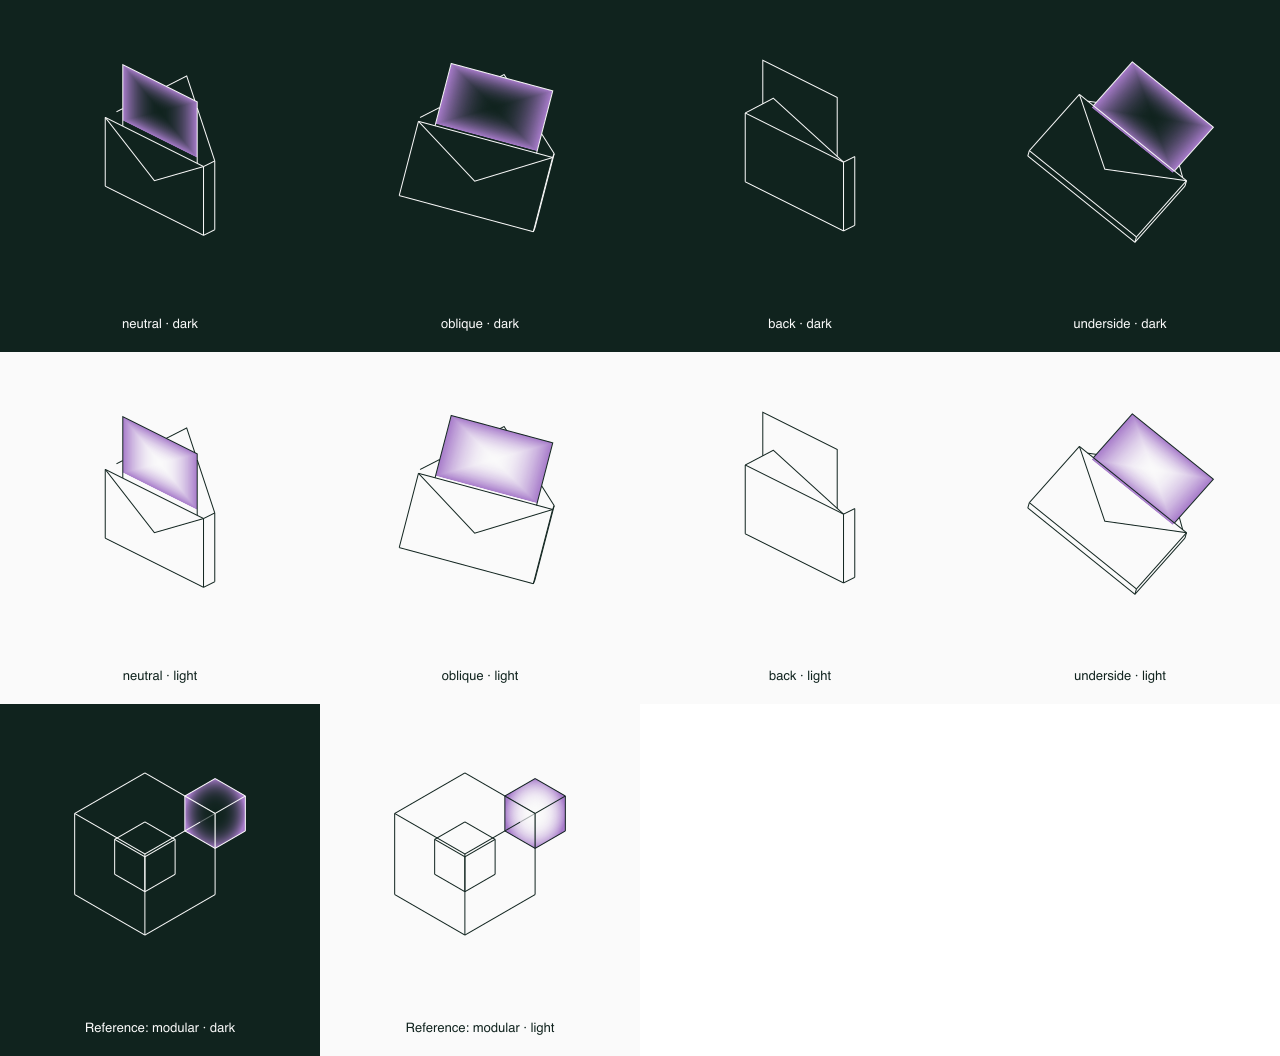 neutral · dark
oblique · dark
back · dark
underside · dark
neutral · light
oblique · light
back · light
underside · light
Reference: modular · dark
Reference: modular · light